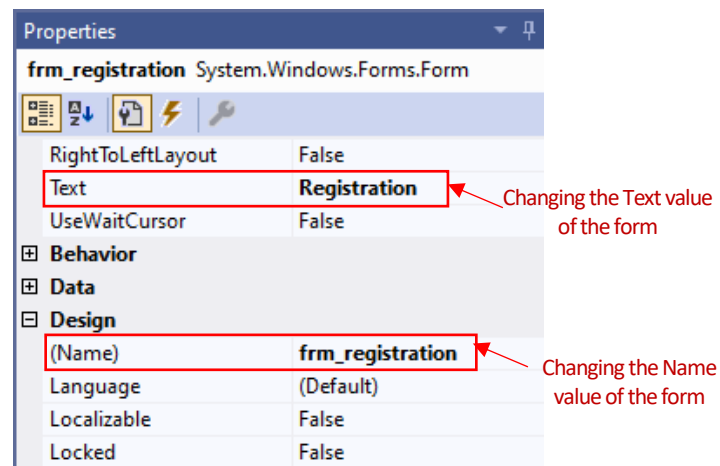 Properties
frm_registration System.Windows.Forms.Form
RightToLeftLayout False
Text Registration
Changing the Text value
of the form
UseWaitCursor False
Behavior
Data
Design
(Name) frm_registration
Changing the Name
value of the form
Language (Default)
Localizable False
Locked False